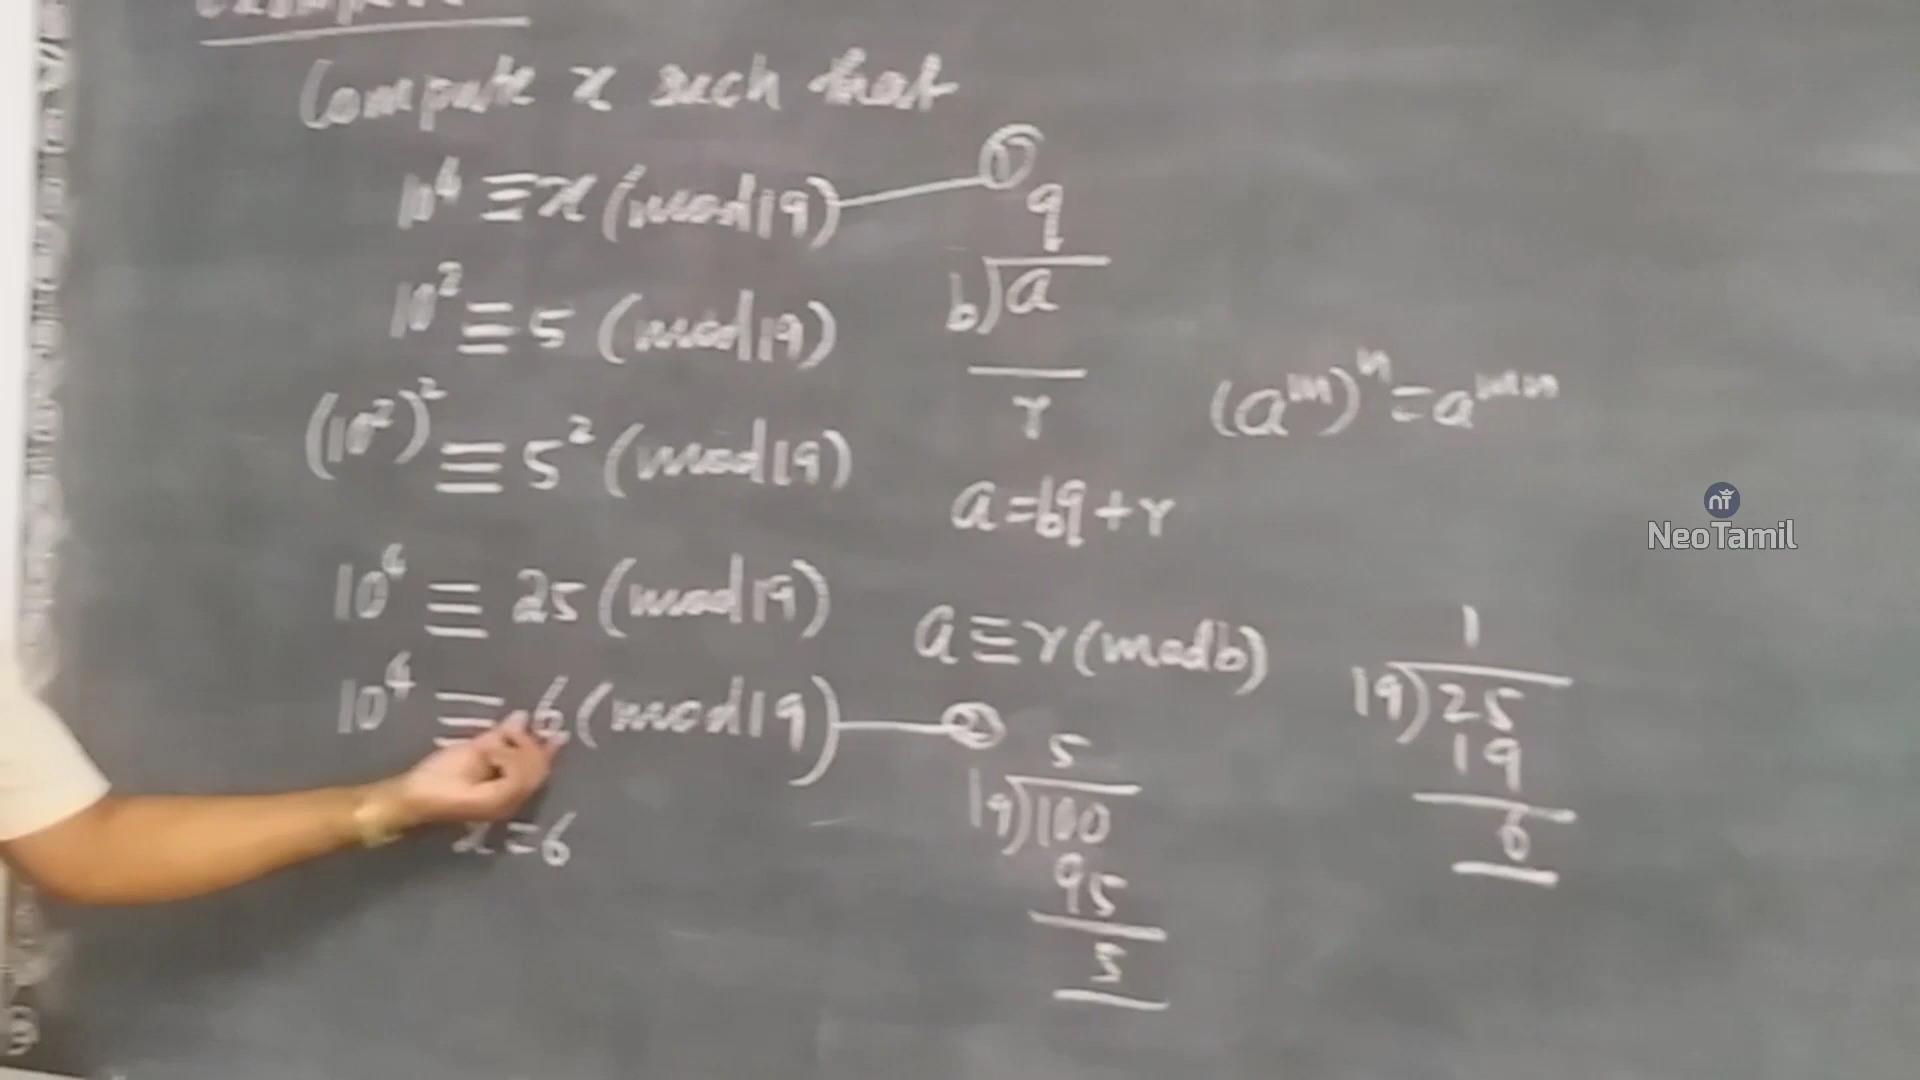 Compute x such that
10⁴ ≡ x (mod 19) — ①
10² ≡ 5 (mod 19)
(10²)² ≡ 5² (mod 19)
10⁴ ≡ 25 (mod 19)
10⁴ ≡ 6 (mod 19) — ②
x = 6
q
b) a
r
a = bq + r
a ≡ r (mod b)
5
19) 100
95
5
(aᵐ)ⁿ = aᵐⁿ
1
19) 25
19
6
NeoTamil